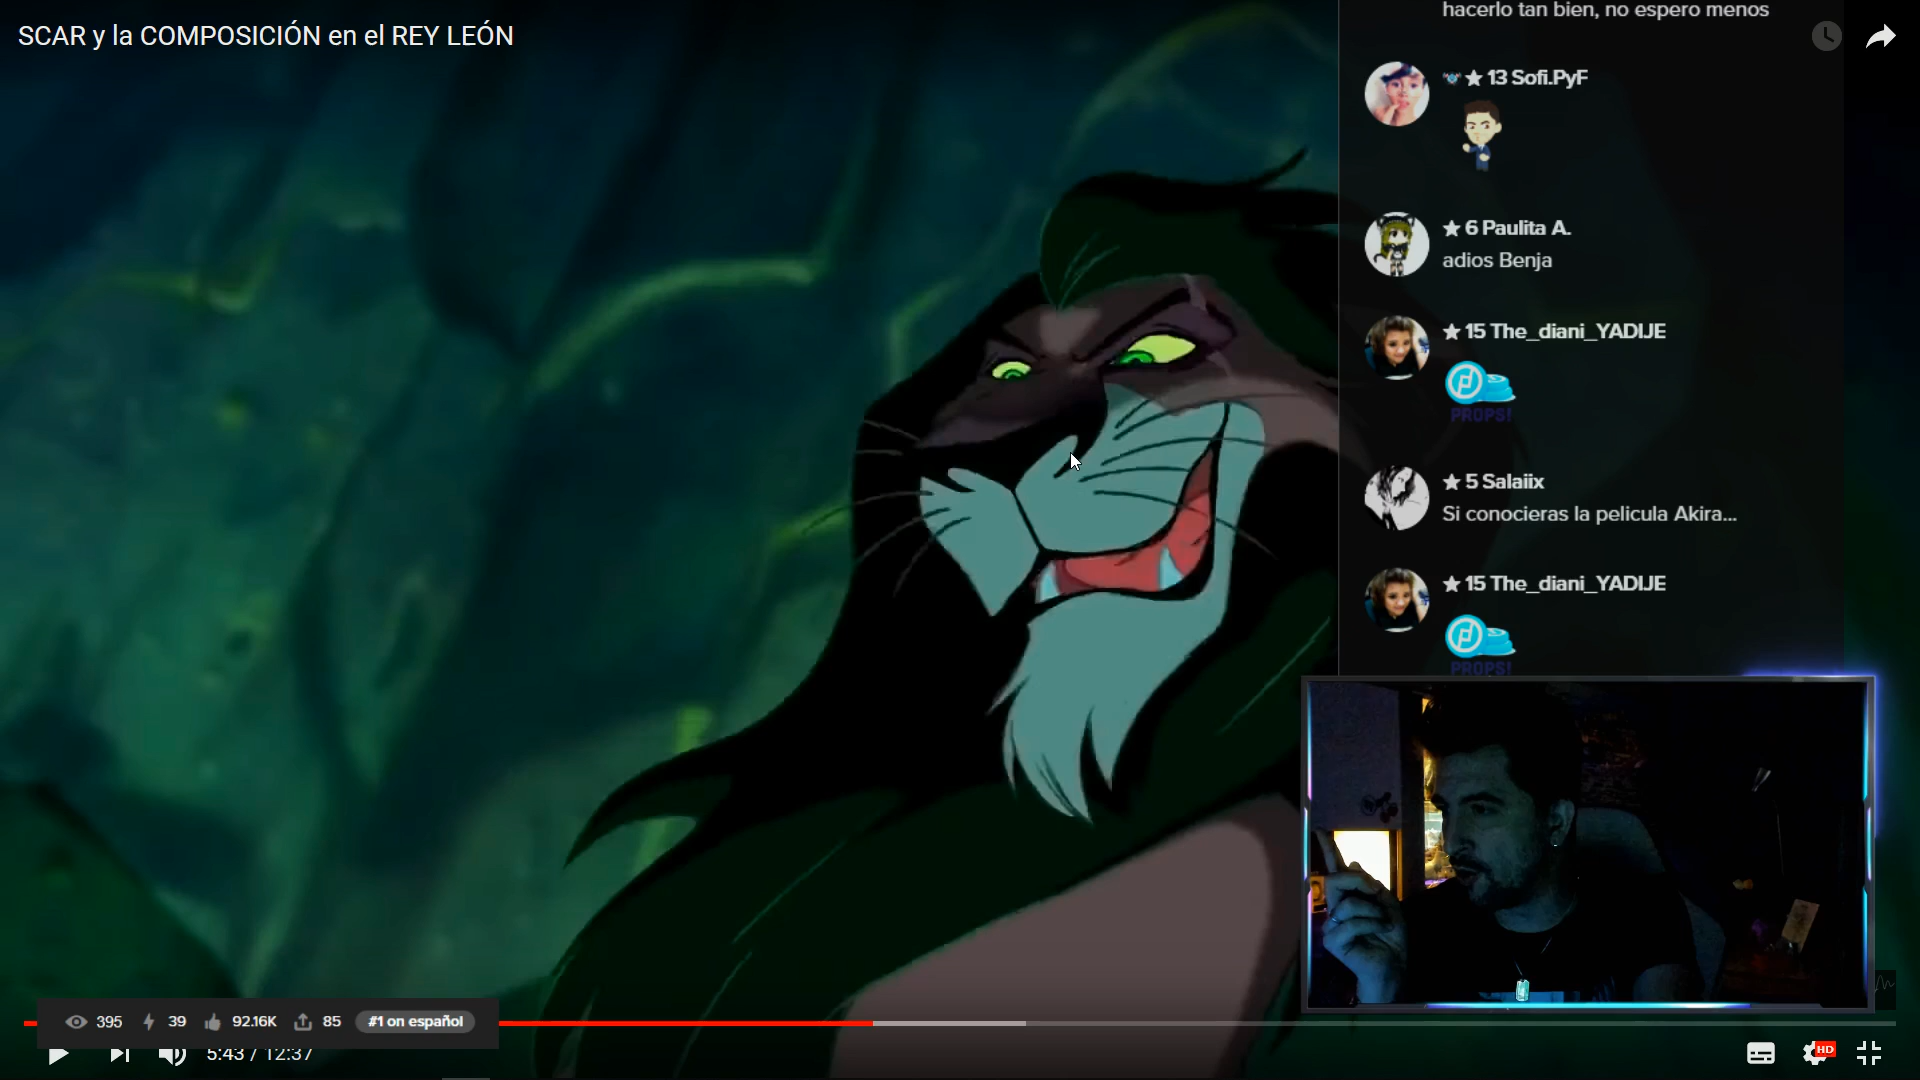 SCAR y la COMPOSICIÓN en el REY LEÓN
hacerlo tan bien, no espero menos
★ 13 Sofi.PyF
★ 6 Paulita A.
adios Benja
★ 15 The_diani_YADIJE
PROPS!
★ 5 Salaiix
Si conocieras la pelicula Akira...
★ 15 The_diani_YADIJE
PROPS!
395 39 92.16K 85 #1 on español
5:43 / 12:37
HD